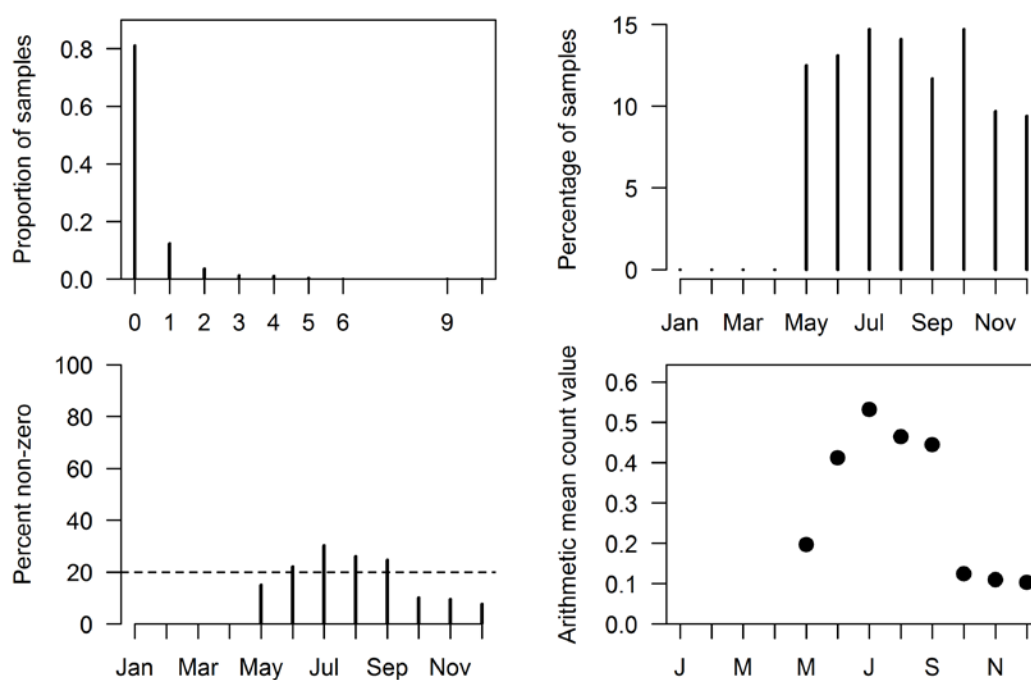 Proportion of samples
0.8
0.6
0.4
0.2
0.0
0 1 2 3 4 5 6 9
Percentage of samples
15
10
5
0
Jan Mar May Jul Sep Nov
Percent non-zero
100
80
60
40
20
0
Jan Mar May Jul Sep Nov
Arithmetic mean count value
0.6
0.5
0.4
0.3
0.2
0.1
0.0
J M M J S N